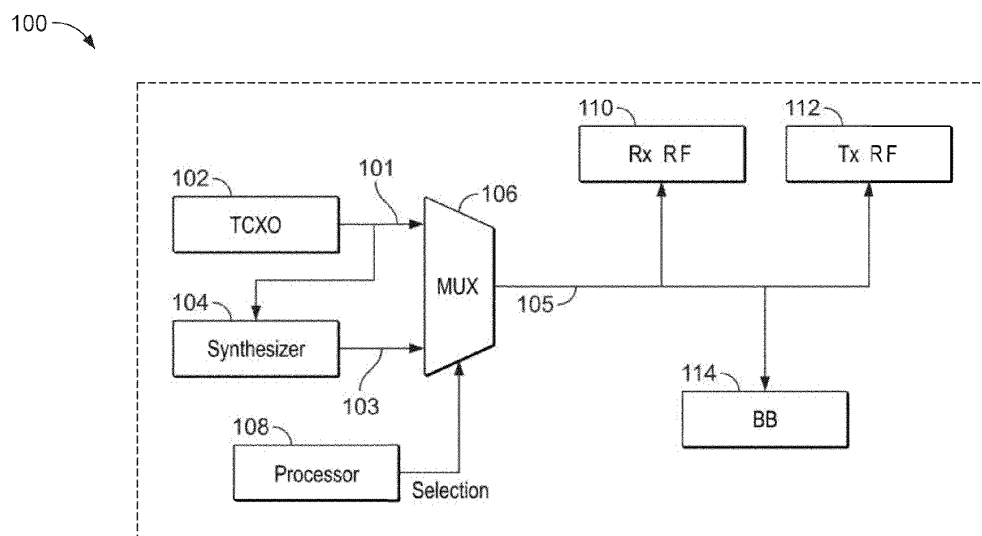 100
110
Rx RF
112
Tx RF
102
TCXO
101
106
MUX
104
Synthesizer
103
105
114
BB
108
Processor
Selection